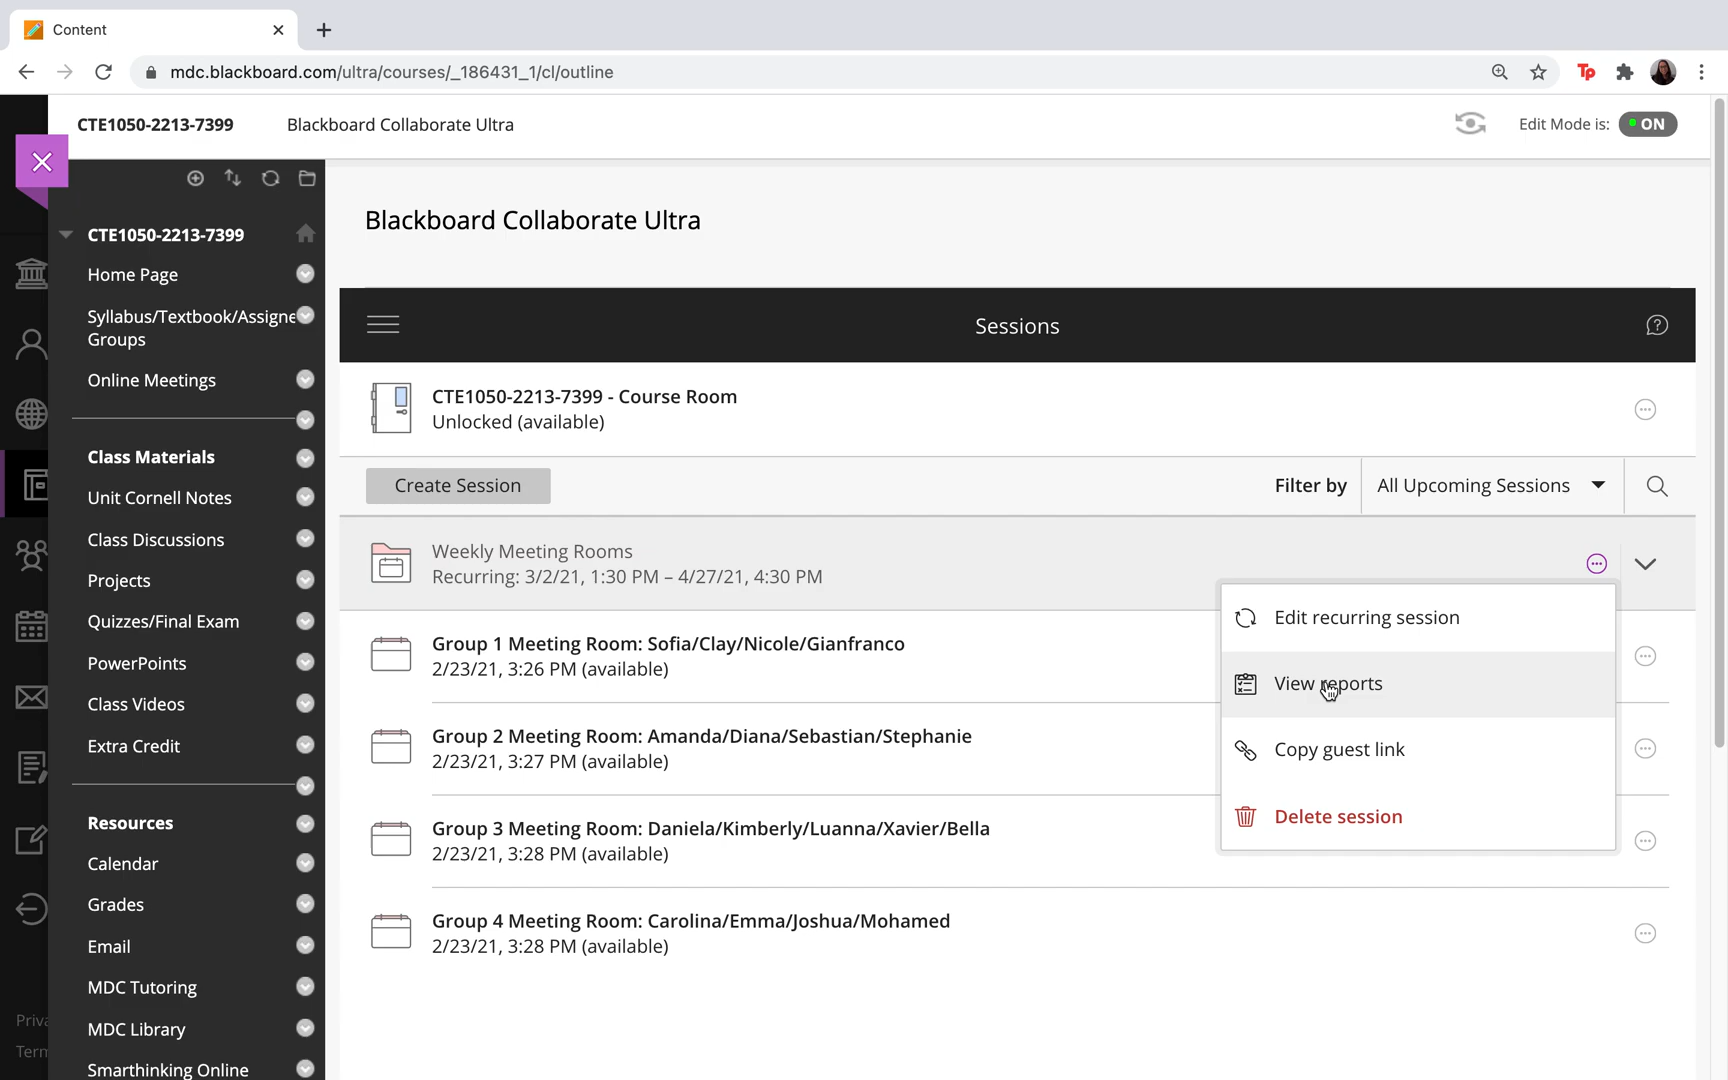 Content
mdc.blackboard.com/ultra/courses/_186431_1/cl/outline
Tp
CTE1050-2213-7399
Blackboard Collaborate Ultra
Edit Mode is:
ON
CTE1050-2213-7399
Home Page
Syllabus/Textbook/Assigne
Groups
Online Meetings
Class Materials
Unit Cornell Notes
Class Discussions
Projects
Quizzes/Final Exam
PowerPoints
Class Videos
Extra Credit
Resources
Calendar
Grades
Email
MDC Tutoring
MDC Library
Smarthinking Online
Priva
Term
Blackboard Collaborate Ultra
Sessions
CTE1050-2213-7399 - Course Room
Unlocked (available)
Create Session
Filter by
All Upcoming Sessions
Weekly Meeting Rooms
Recurring: 3/2/21, 1:30 PM – 4/27/21, 4:30 PM
Edit recurring session
View reports
Copy guest link
Delete session
Group 1 Meeting Room: Sofia/Clay/Nicole/Gianfranco
2/23/21, 3:26 PM (available)
Group 2 Meeting Room: Amanda/Diana/Sebastian/Stephanie
2/23/21, 3:27 PM (available)
Group 3 Meeting Room: Daniela/Kimberly/Luanna/Xavier/Bella
2/23/21, 3:28 PM (available)
Group 4 Meeting Room: Carolina/Emma/Joshua/Mohamed
2/23/21, 3:28 PM (available)